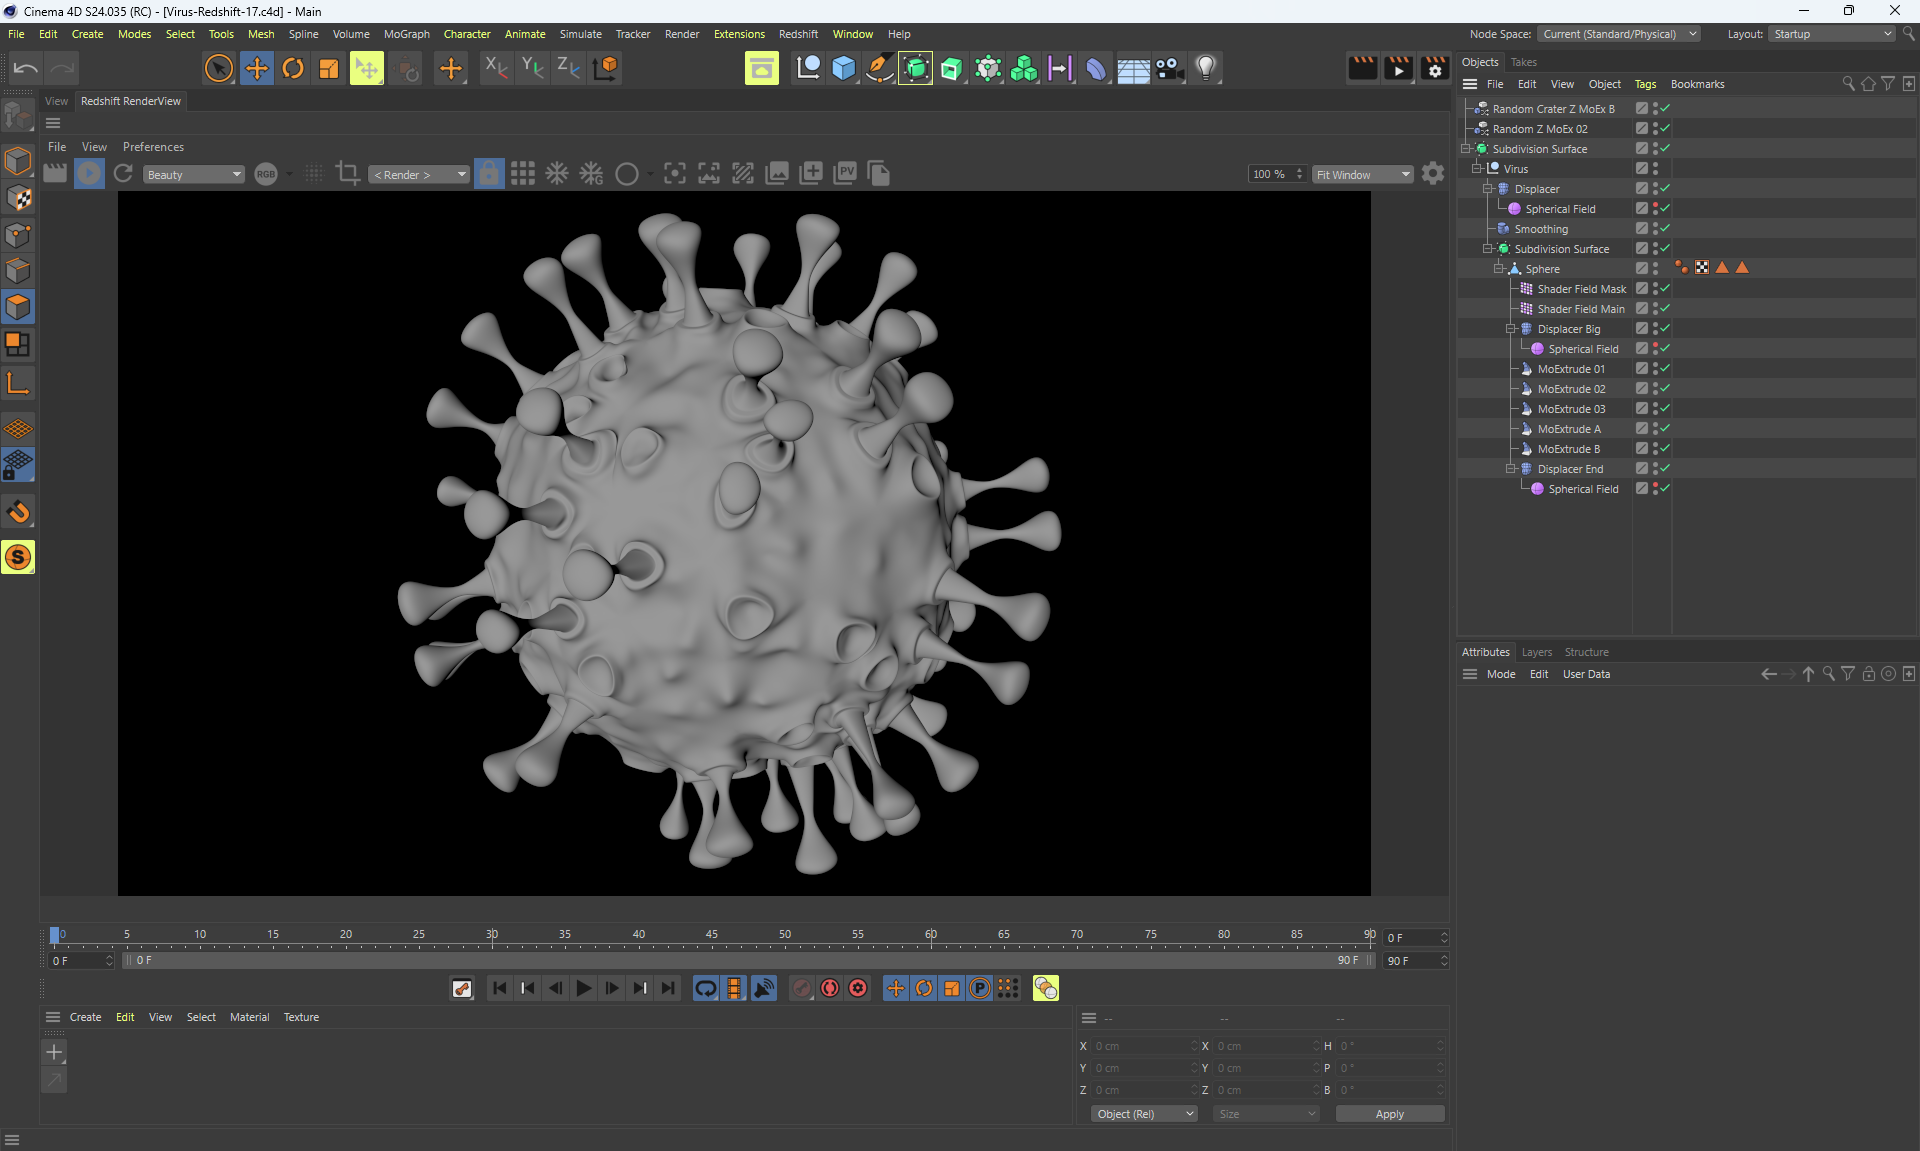 Cinema 4D S24.035 (RC) - [Virus-Redshift-17.c4d] - Main
File Edit Create Modes Select Tools Mesh Spline Volume MoGraph Character Animate Simulate Tracker Render Extensions Redshift Window Help
Node Space: Current (Standard/Physical) Layout: Startup
X Y Z
Objects Takes
File Edit View Object Tags Bookmarks
View Redshift RenderView
File View Preferences
Beauty RGB < Render > G PV 100 % Fit Window
Random Crater Z MoEx B
Random Z MoEx 02
Subdivision Surface
Virus
Displacer
Spherical Field
Smoothing
Subdivision Surface
Sphere
Shader Field Mask
Shader Field Main
Displacer Big
Spherical Field
MoExtrude 01
MoExtrude 02
MoExtrude 03
MoExtrude A
MoExtrude B
Displacer End
Spherical Field
S
Attributes Layers Structure
Mode Edit User Data
0 5 10 15 20 25 30 35 40 45 50 55 60 65 70 75 80 85 90 0 F
0 F 0 F 90 F 90 F
P
Create Edit View Select Material Texture
-- -- --
X 0 cm X 0 cm H 0 °
Y 0 cm Y 0 cm P 0 °
Z 0 cm Z 0 cm B 0 °
Object (Rel) Size Apply